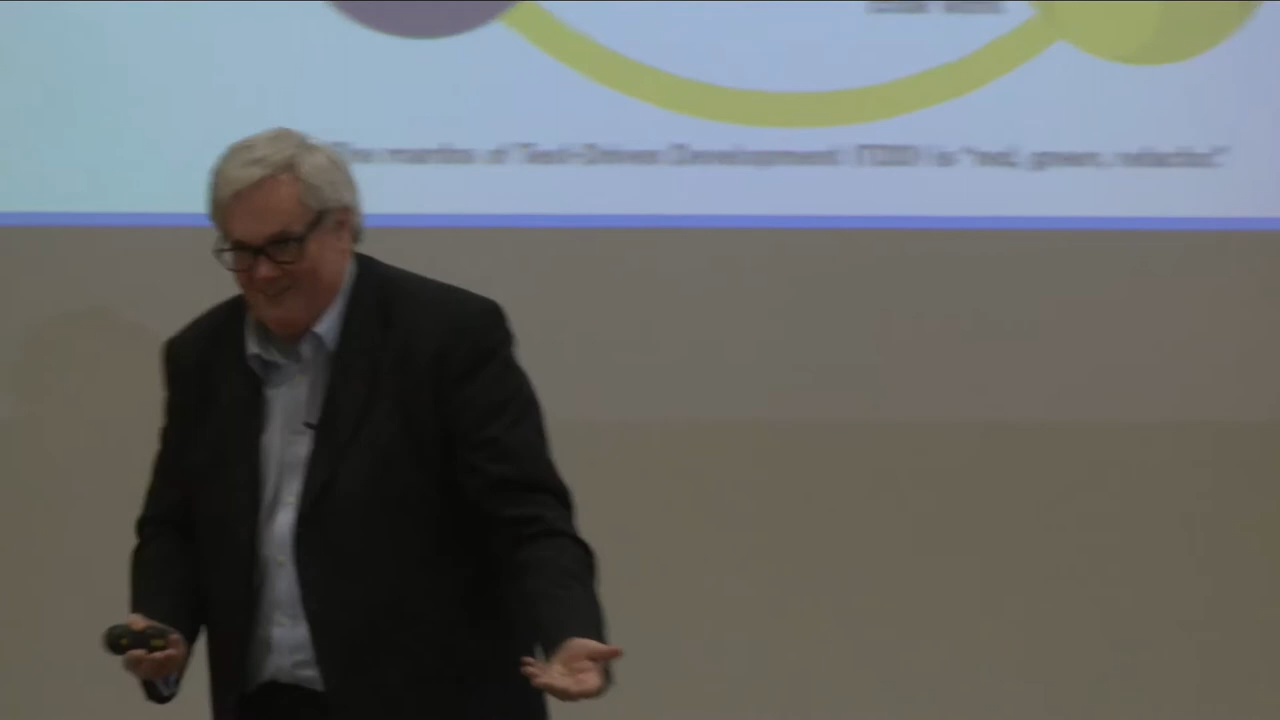 The mantra of Test-Driven Development (TDD) is "red, green, refactor."